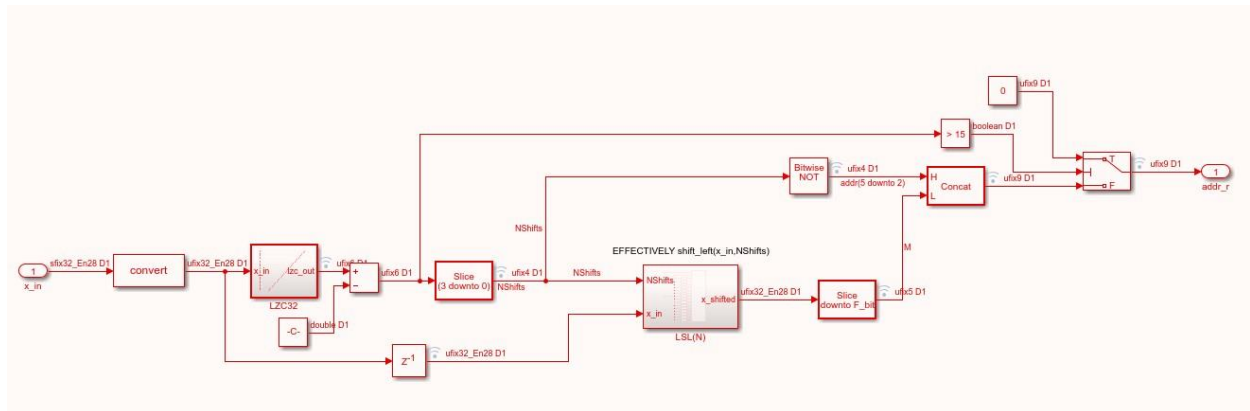 0
ufix9 D1
> 15
boolean D1
T
F
ufix9 D1
1
addr_r
Bitwise
NOT
ufix4 D1
addr(5 downto 2)
H
L
Concat
ufix9 D1
NShifts
EFFECTIVELY shift_left(x_in,NShifts)
M
1
x_in
sfix32_En28 D1
convert
ufix32_En28 D1
x_in
lzc_out
LZC32
+
−
ufix6 D1
Slice
(3 downto 0)
ufix4 D1
NShifts
NShifts
NShifts
x_in
x_shifted
LSL(N)
ufix32_En28 D1
Slice
downto F_bit
ufix5 D1
-C-
double D1
Z-1
ufix32_En28 D1